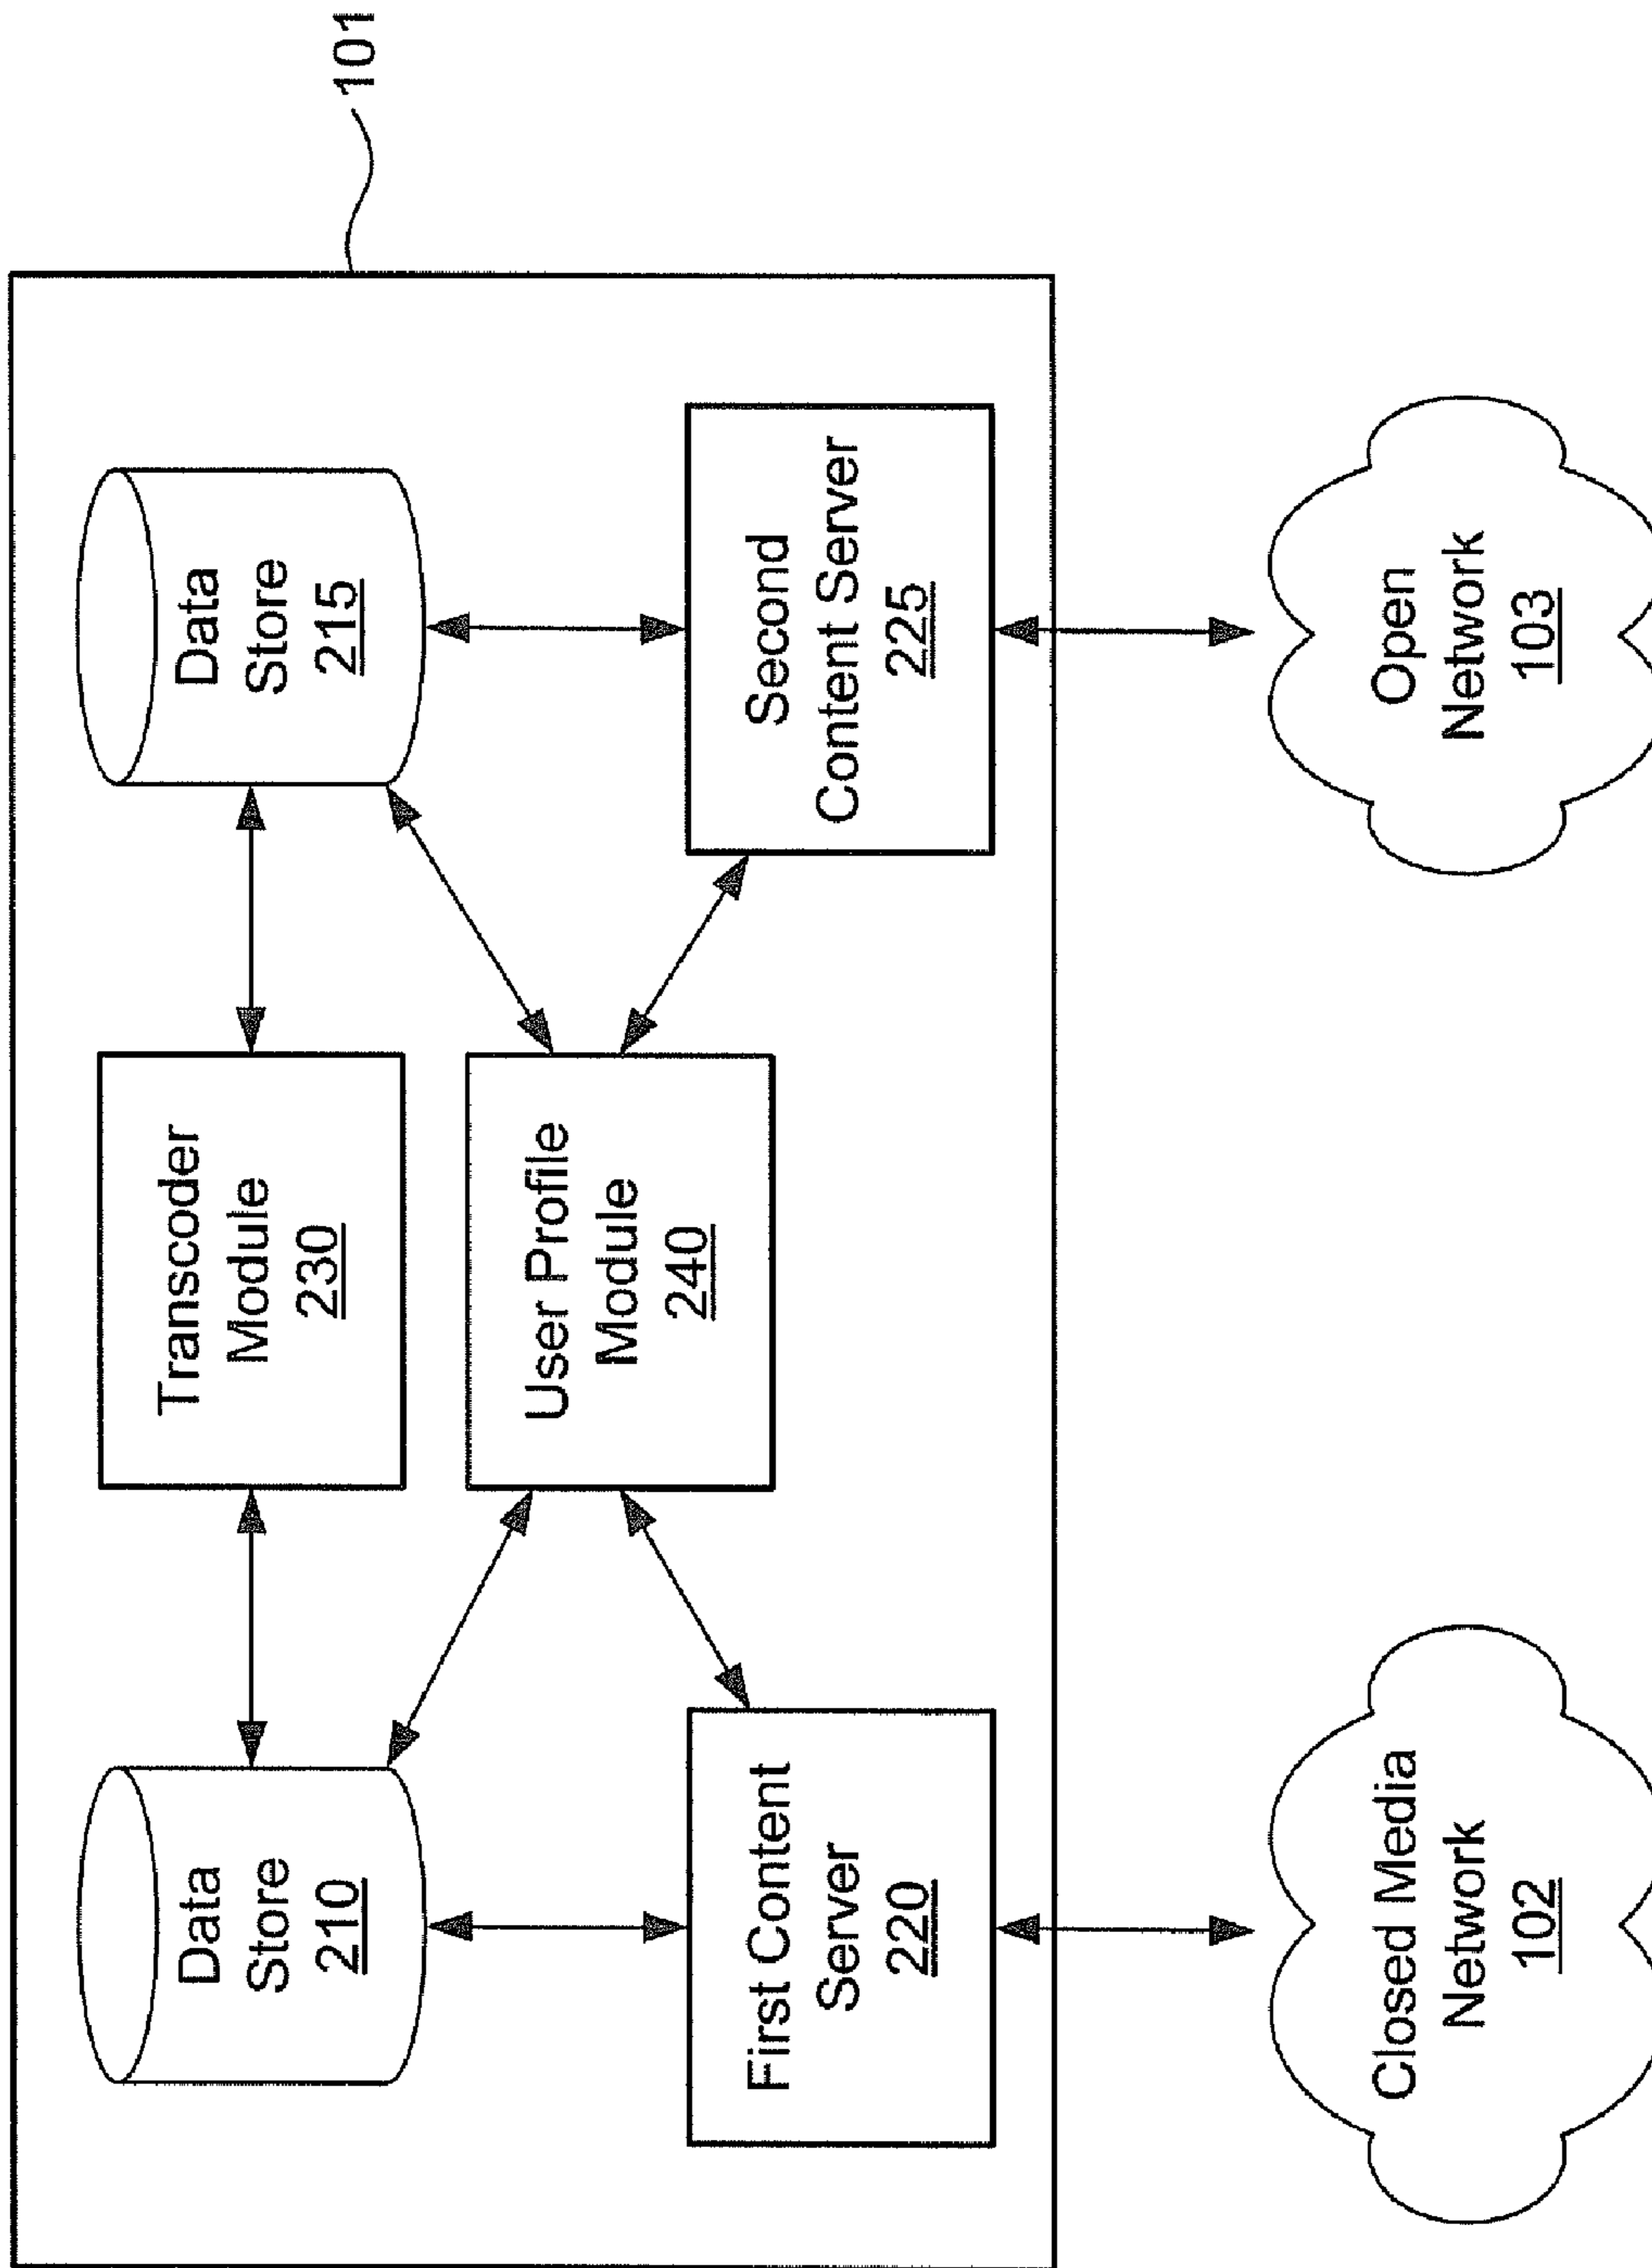 101
Data
Store
210
Transcoder
Module
230
Data
Store
215
User Profile
Module
240
First Content
Server
220
Second
Content Server
225
Closed Media
Network
102
Open
Network
103